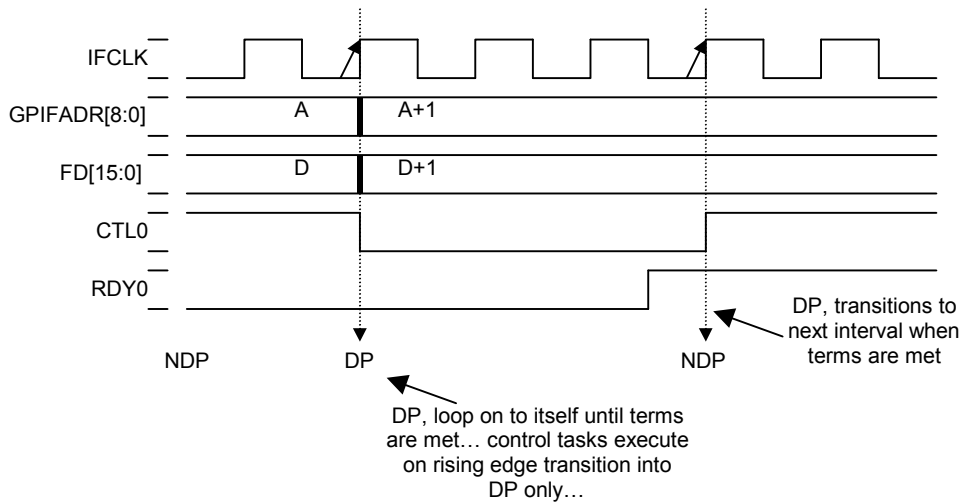 IFCLK
GPIFADR[8:0]
A
A+1
FD[15:0]
D
D+1
CTL0
RDY0
NDP
DP
NDP
DP, transitions to
next interval when
terms are met
DP, loop on to itself until terms
are met… control tasks execute
on rising edge transition into
DP only…